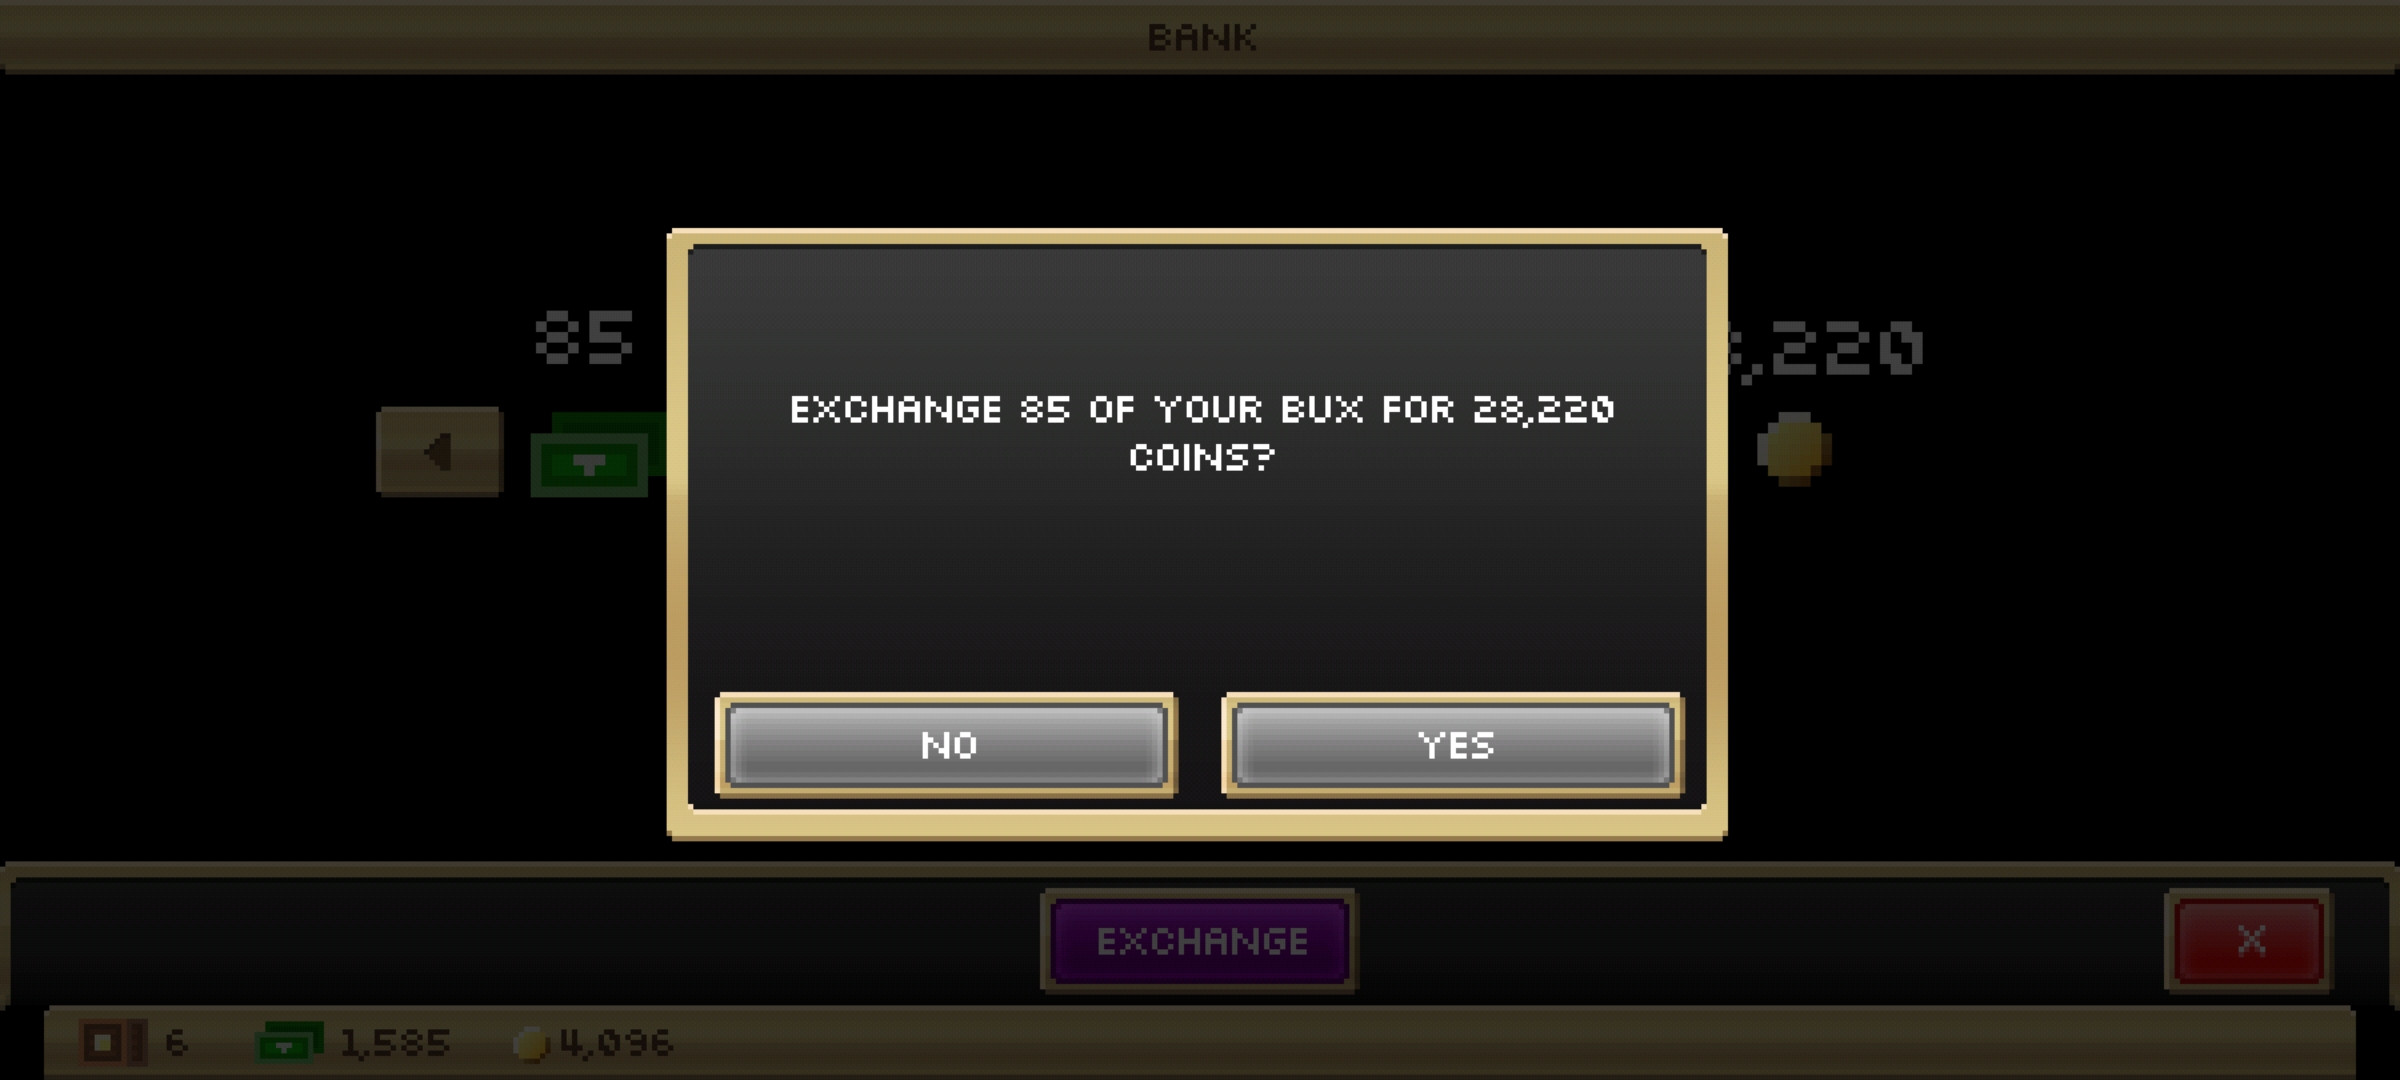 BANK
85
,220
EXCHANGE 85 OF YOUR BUX FOR 28,220
COINS?
NO
YES
EXCHANGE
X
6
1,585
4,096